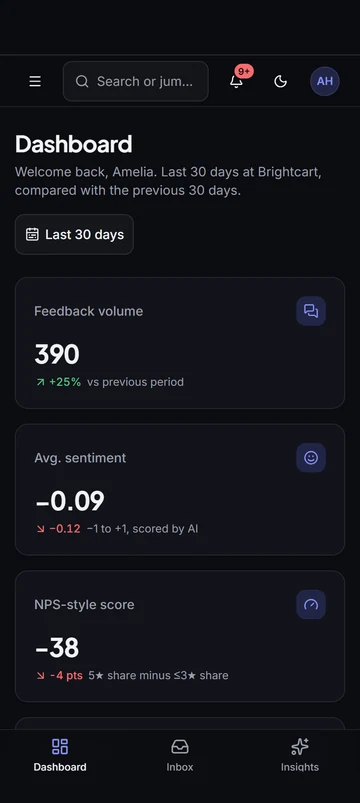 Search or jum...
9+
AH
Dashboard
Welcome back, Amelia. Last 30 days at Brightcart,
compared with the previous 30 days.
Last 30 days
Feedback volume
390
+25% vs previous period
Avg. sentiment
−0.09
−0.12 −1 to +1, scored by AI
NPS-style score
-38
-4 pts 5★ share minus ≤3★ share
Dashboard
Inbox
Insights